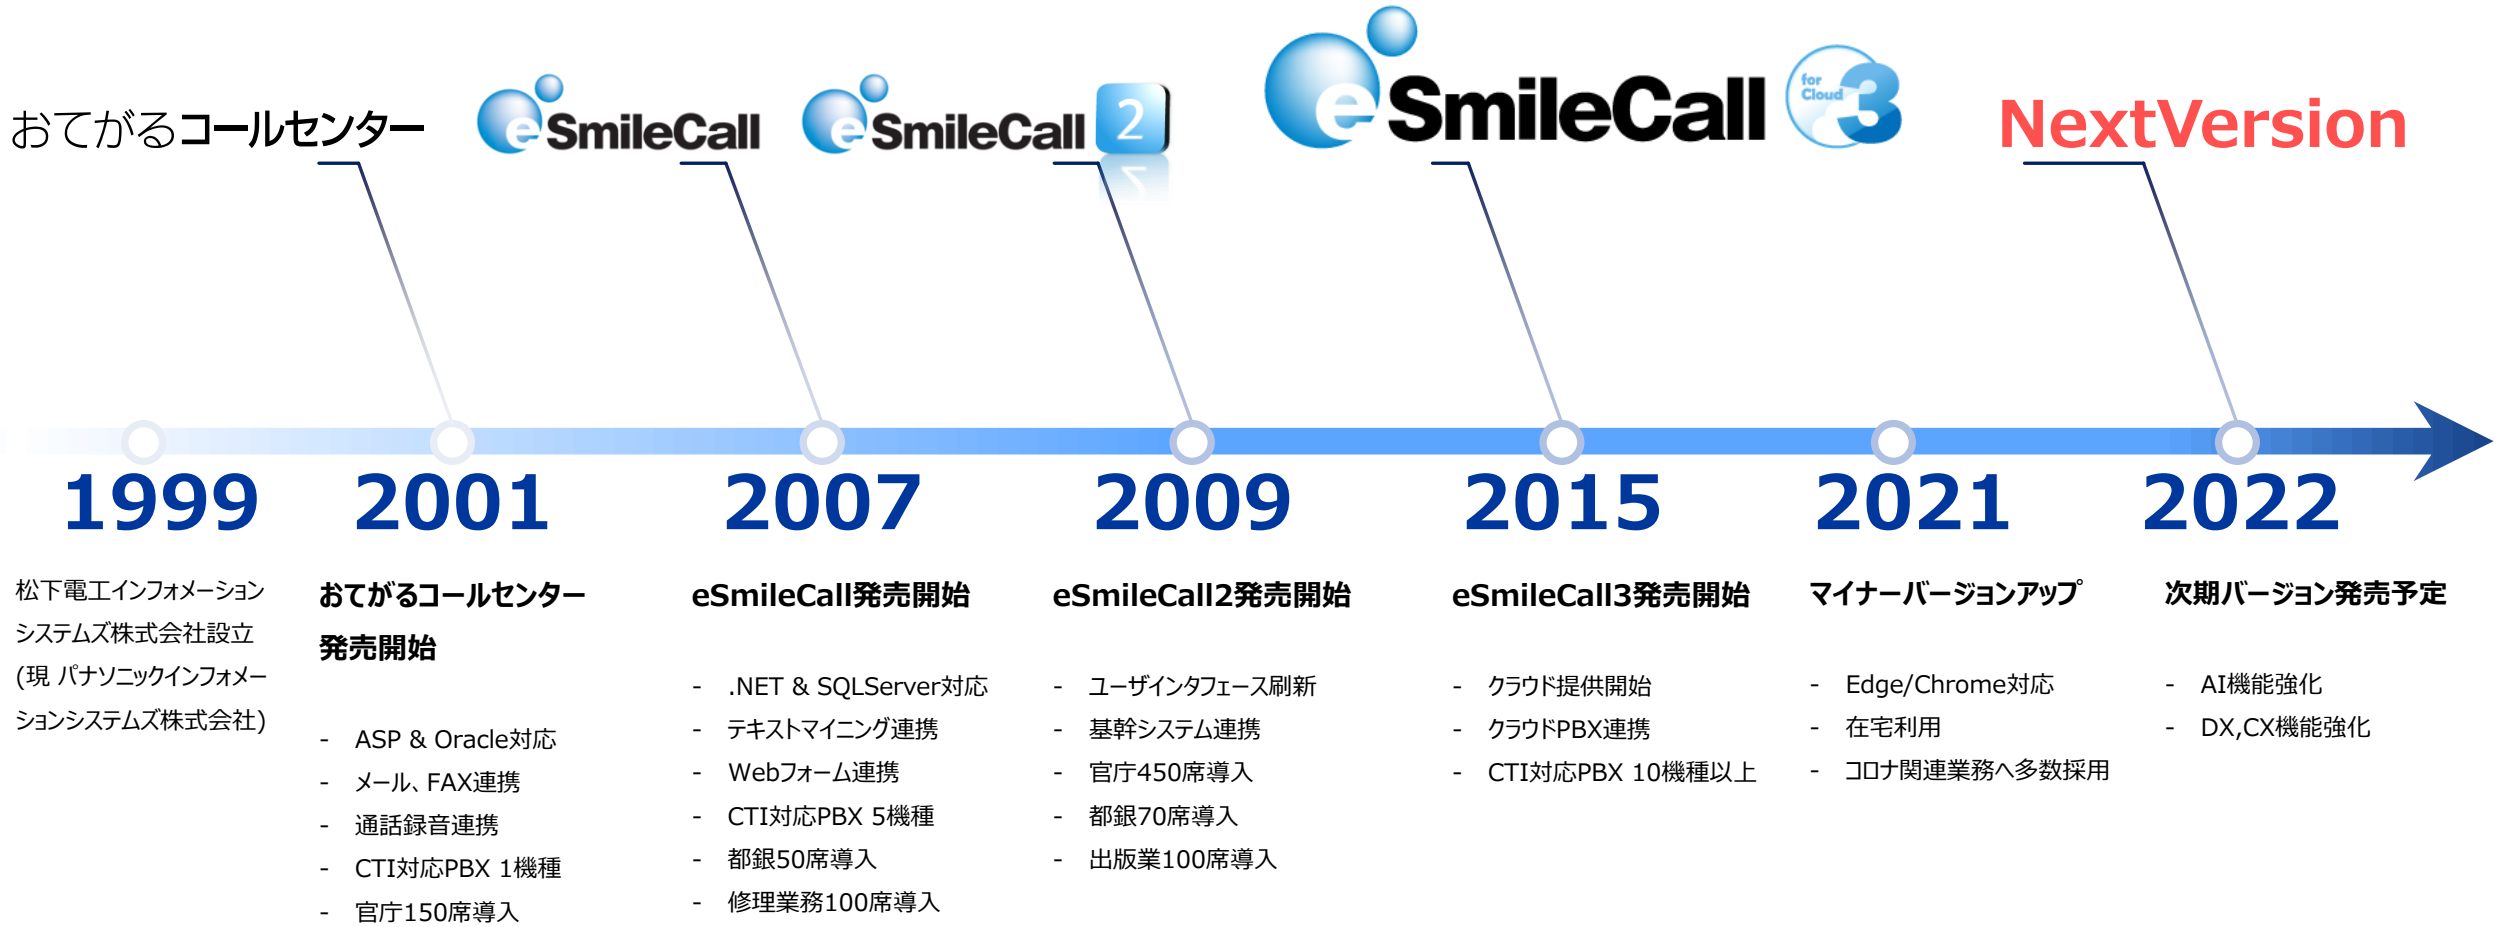 おてがるコールセンター
eSmileCall
eSmileCall 2
eSmileCall for Cloud 3
NextVersion
1999
2001
2007
2009
2015
2021
2022
松下電工インフォメーション
システムズ株式会社設立
(現 パナソニックインフォメー
ションシステムズ株式会社)
おてがるコールセンター
発売開始
- ASP & Oracle対応
- メール、FAX連携
- 通話録音連携
- CTI対応PBX 1機種
- 官庁150席導入
eSmileCall発売開始
- .NET & SQLServer対応
- テキストマイニング連携
- Webフォーム連携
- CTI対応PBX 5機種
- 都銀50席導入
- 修理業務100席導入
eSmileCall2発売開始
- ユーザインタフェース刷新
- 基幹システム連携
- 官庁450席導入
- 都銀70席導入
- 出版業100席導入
eSmileCall3発売開始
- クラウド提供開始
- クラウドPBX連携
- CTI対応PBX 10機種以上
マイナーバージョンアップ
- Edge/Chrome対応
- 在宅利用
- コロナ関連業務へ多数採用
次期バージョン発売予定
- AI機能強化
- DX,CX機能強化